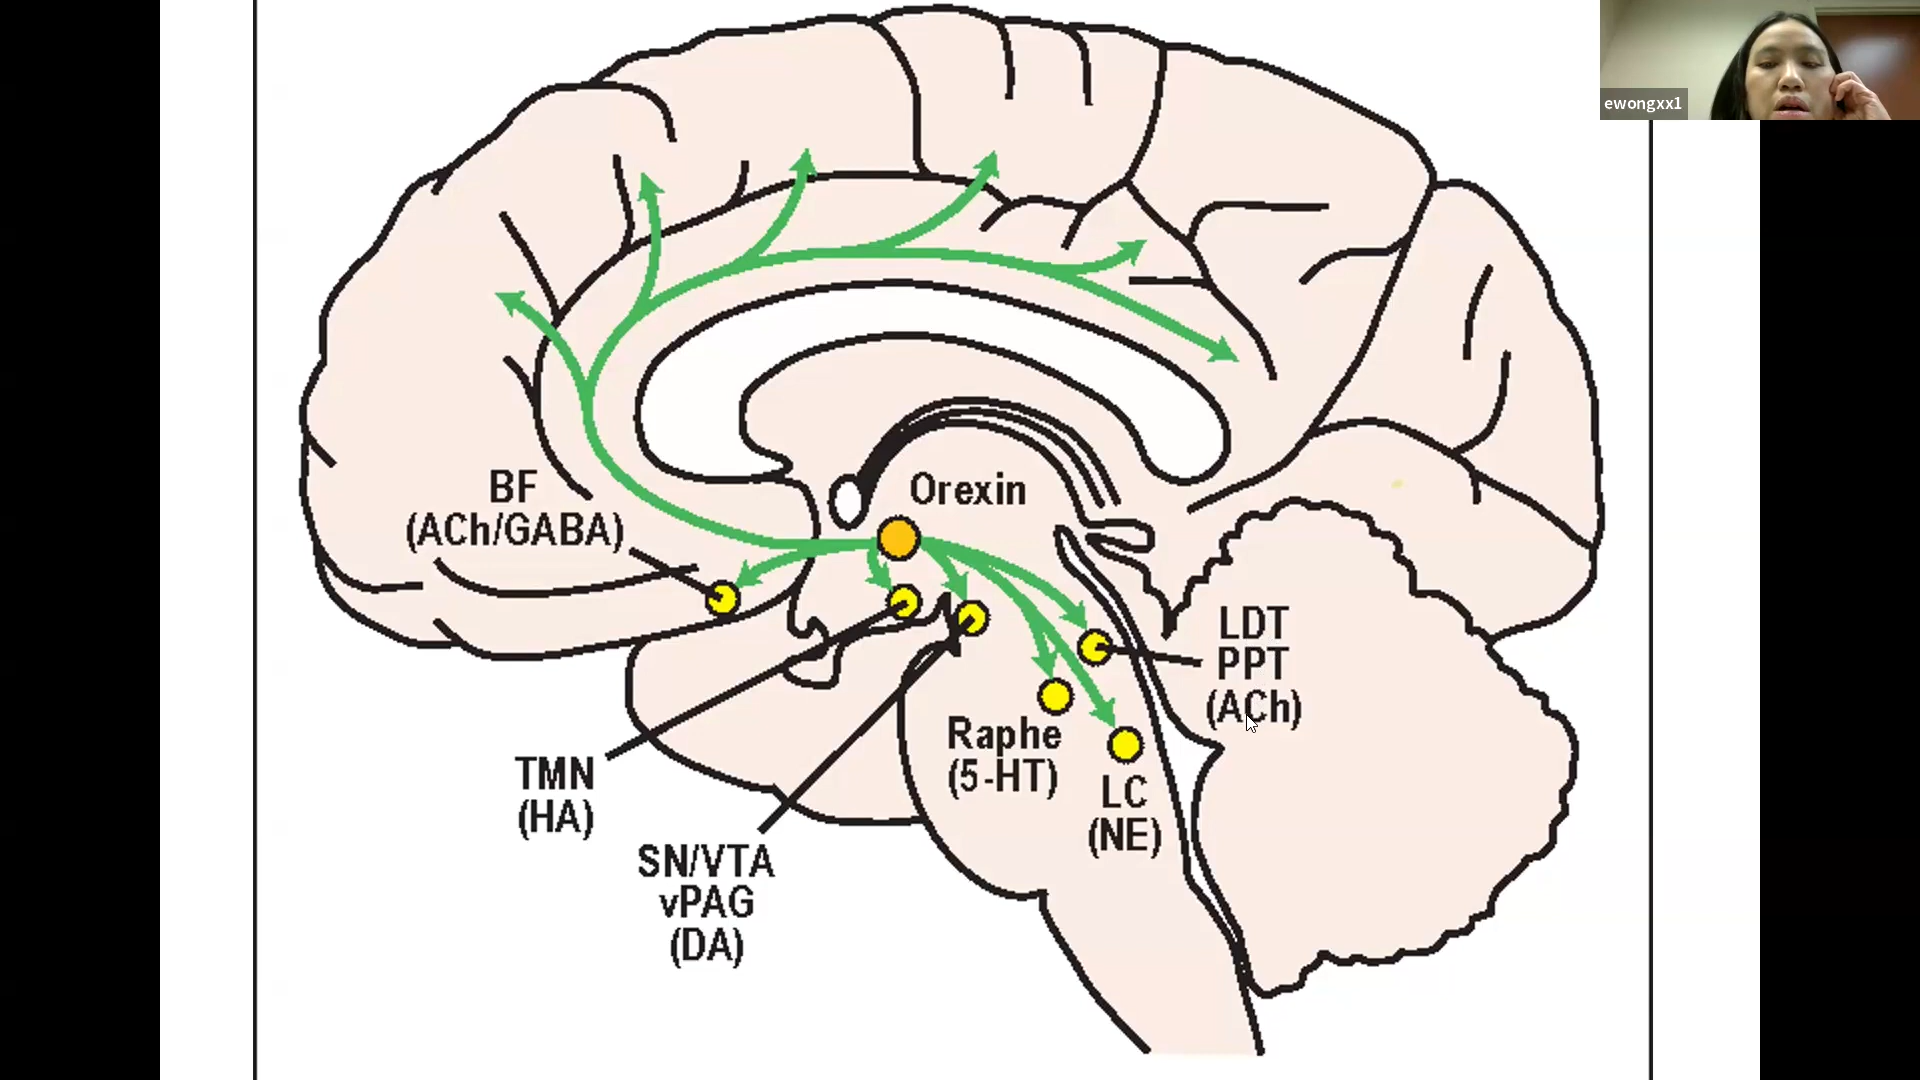 ewongxx1
Orexin
BF
(ACh/GABA)
LDT
PPT
(ACh)
Raphe
(5-HT)
TMN
(HA)
LC
(NE)
SN/VTA
vPAG
(DA)